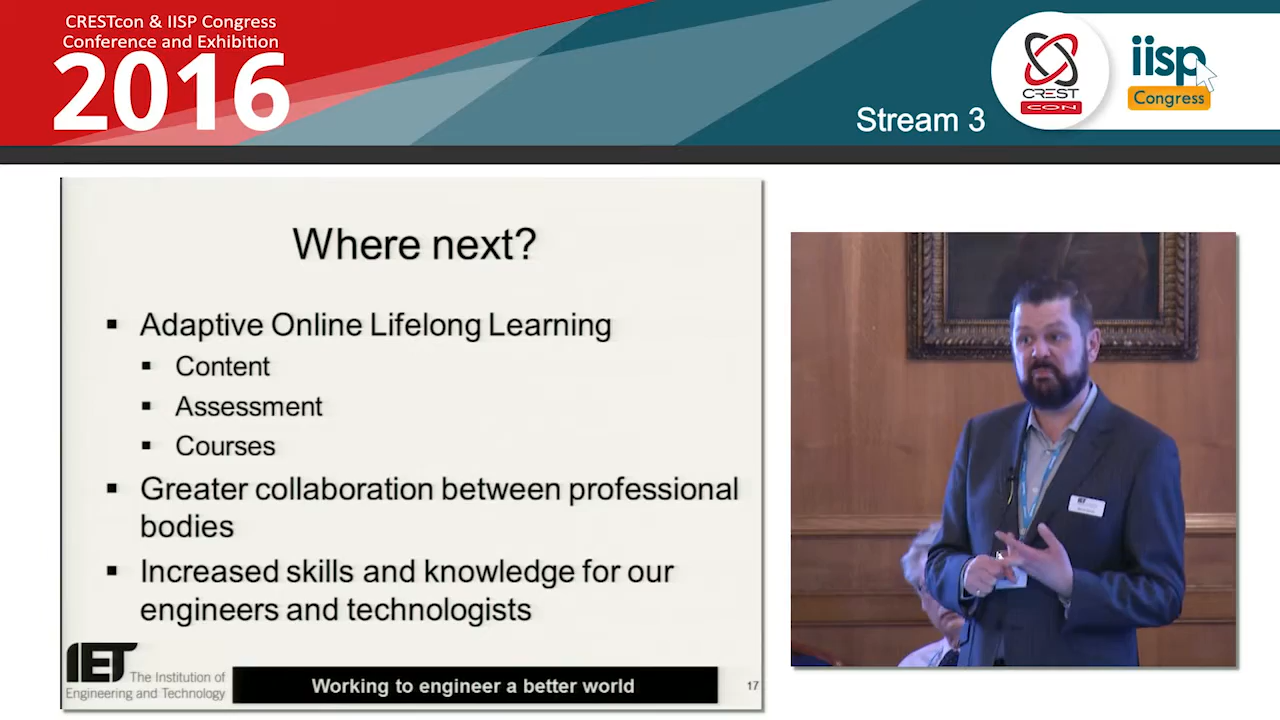 CRESTcon & IISP Congress
Conference and Exhibition
2016
Stream 3
CREST
CON
iisp
Congress
Where next?
▪ Adaptive Online Lifelong Learning
▪ Content
▪ Assessment
▪ Courses
▪ Greater collaboration between professional
bodies
▪ Increased skills and knowledge for our
engineers and technologists
IET The Institution of
Engineering and Technology
Working to engineer a better world
17
IET